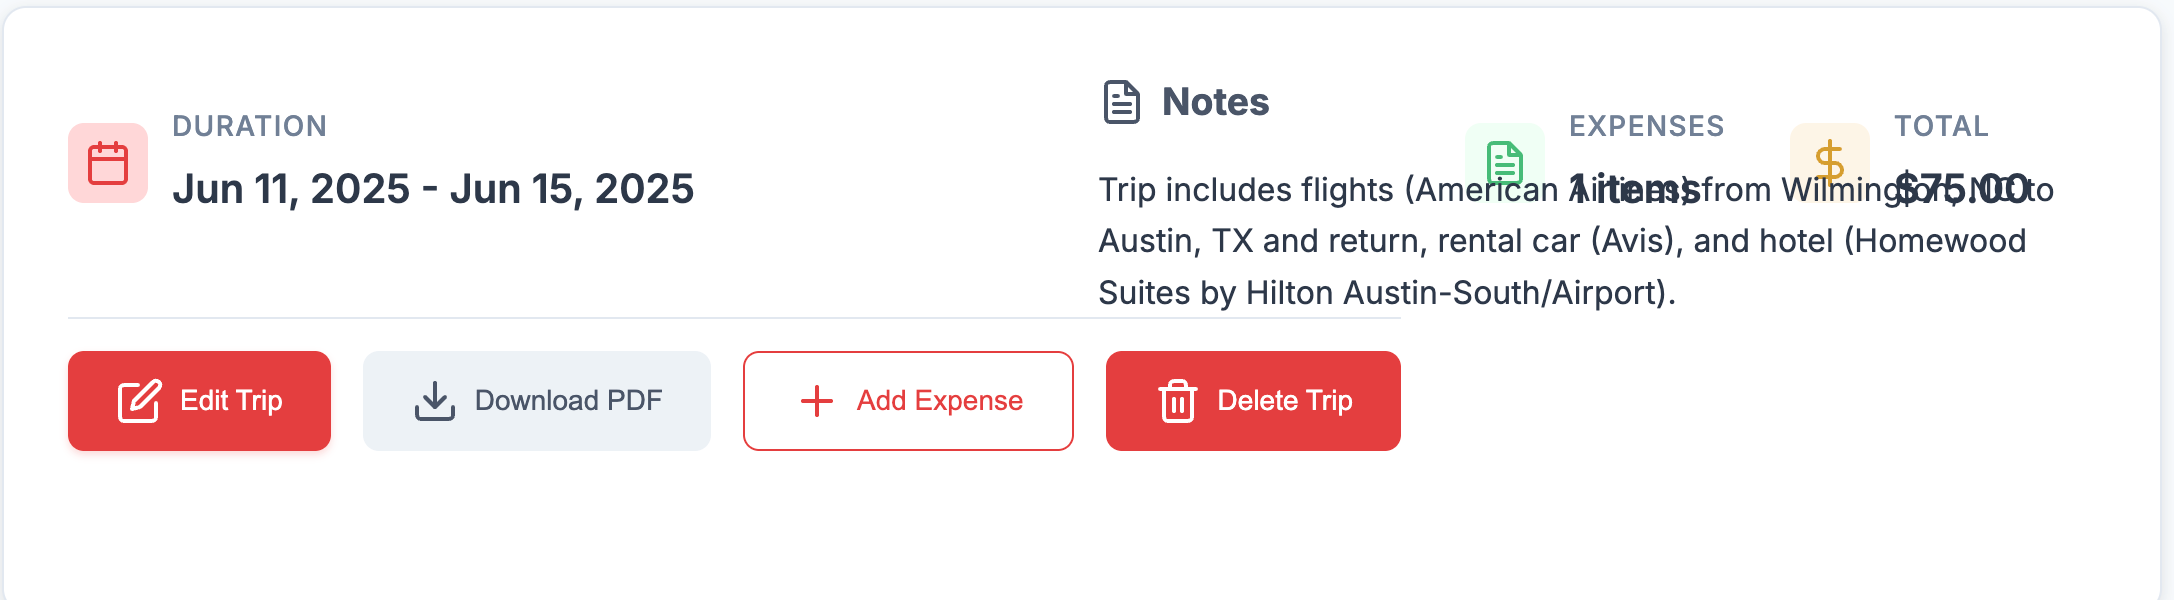 DURATION
Jun 11, 2025 - Jun 15, 2025
Notes
Trip includes flights (American Airlines) from Wilmington, NC to
Austin, TX and return, rental car (Avis), and hotel (Homewood
Suites by Hilton Austin-South/Airport).
EXPENSES
1 items
TOTAL
$75.00
Edit Trip
Download PDF
Add Expense
Delete Trip